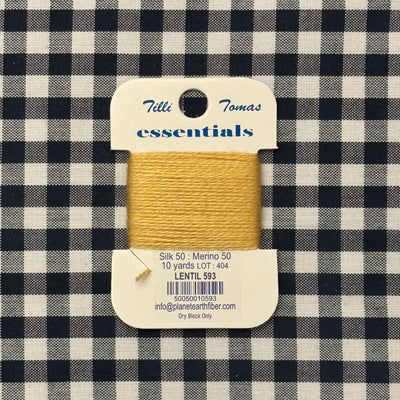 Tilli Tomas
essentials
Silk 50 : Merino 50
10 yards LOT : 404
LENTIL 593
50050010593
info@planetearthfiber.com
Dry Block Only